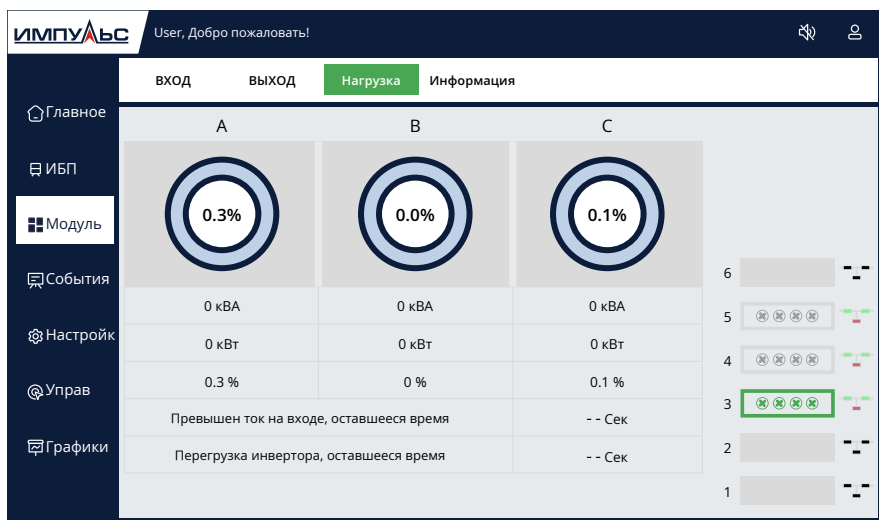 ИМПУЛЬС
User, Добро пожаловать!
ВХОД ВЫХОД Нагрузка Информация
Главное
ИБП
Модуль
События
Настройк
Управ
Графики
A B C
0.3% 0.0% 0.1%
0 кВА 0 кВА 0 кВА
0 кВт 0 кВт 0 кВт
0.3 % 0 % 0.1 %
Превышен ток на входе, оставшееся время - - Сек
Перегрузка инвертора, оставшееся время - - Сек
6
5
4
3
2
1